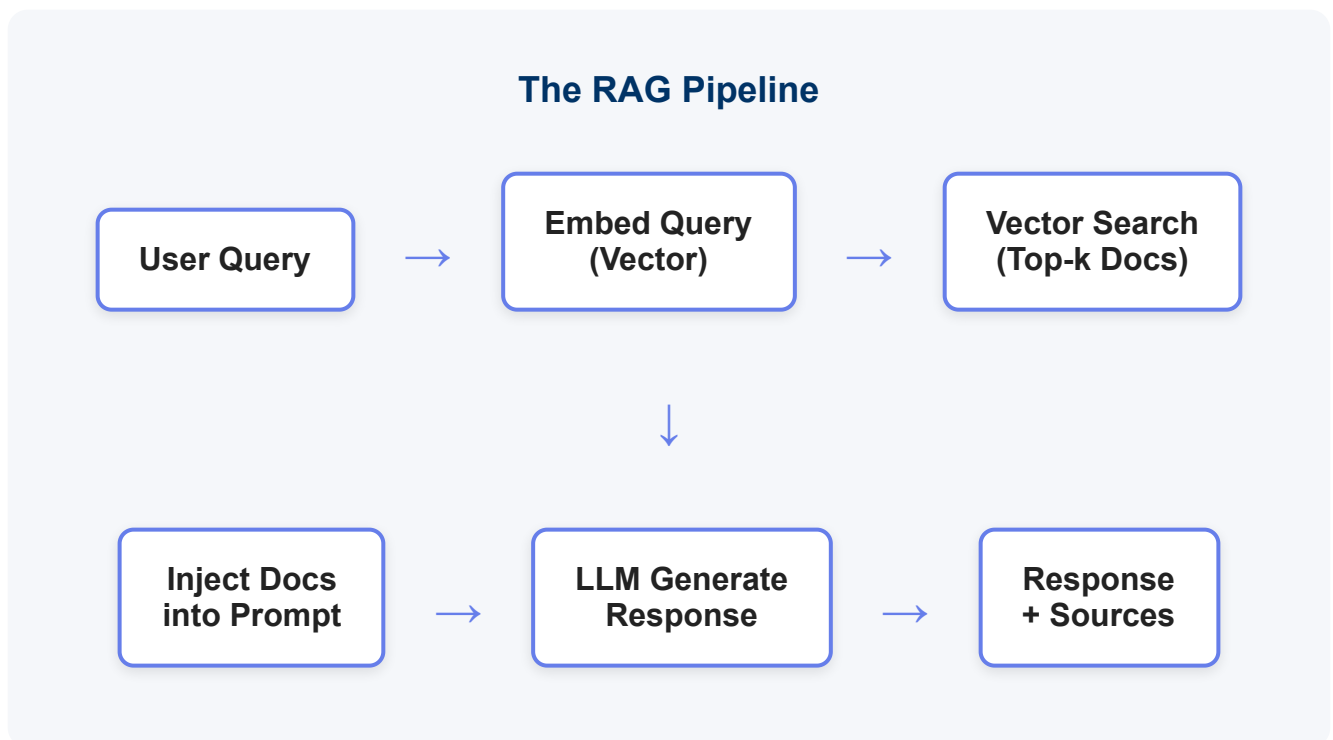 The RAG Pipeline
User Query
→
Embed Query
(Vector)
→
Vector Search
(Top-k Docs)
↓
Inject Docs
into Prompt
→
LLM Generate
Response
→
Response
+ Sources